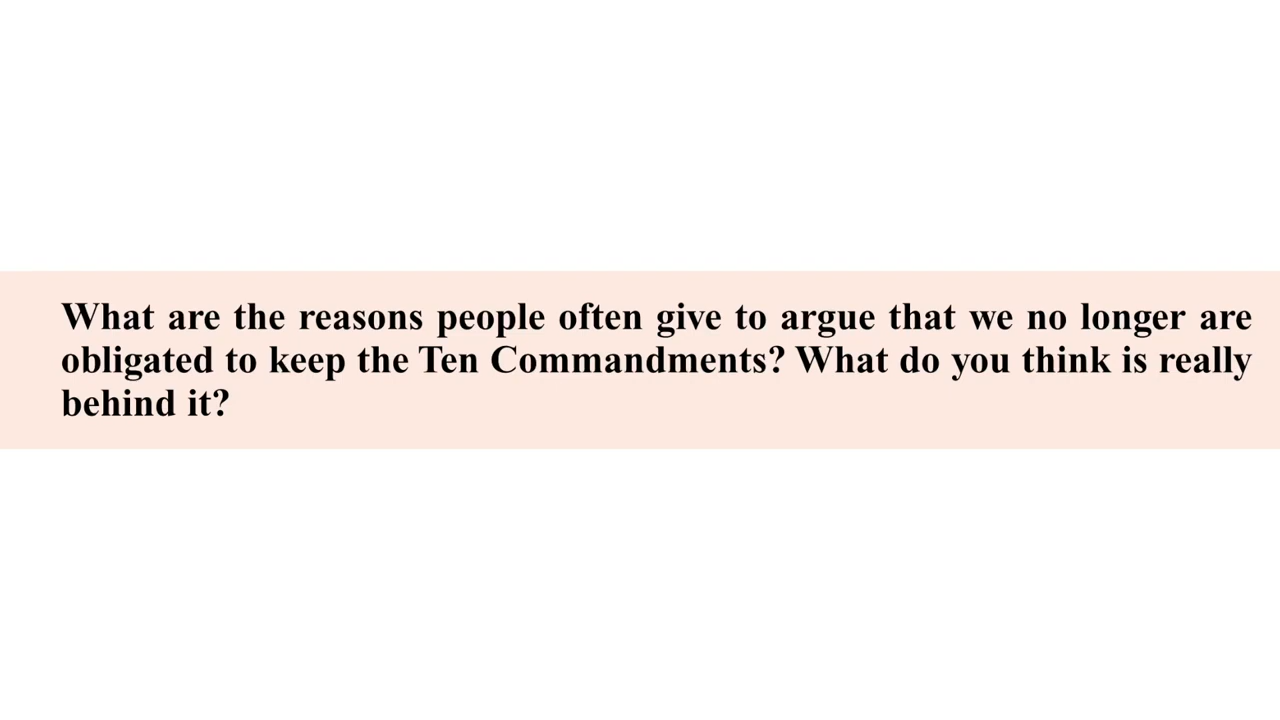 What are the reasons people often give to argue that we no longer are
obligated to keep the Ten Commandments? What do you think is really
behind it?